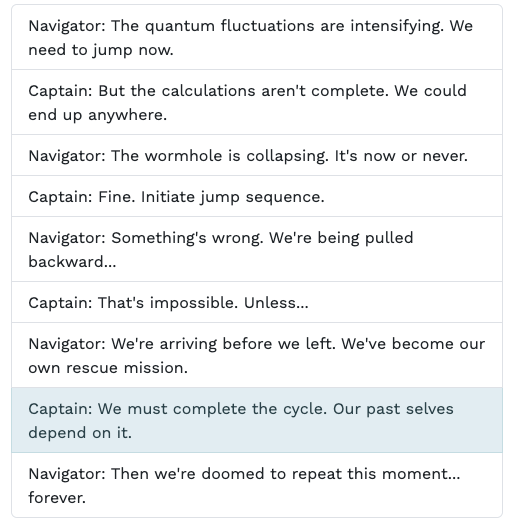 Navigator: The quantum fluctuations are intensifying. We
need to jump now.
Captain: But the calculations aren't complete. We could
end up anywhere.
Navigator: The wormhole is collapsing. It's now or never.
Captain: Fine. Initiate jump sequence.
Navigator: Something's wrong. We're being pulled
backward...
Captain: That's impossible. Unless...
Navigator: We're arriving before we left. We've become our
own rescue mission.
Captain: We must complete the cycle. Our past selves
depend on it.
Navigator: Then we're doomed to repeat this moment...
forever.